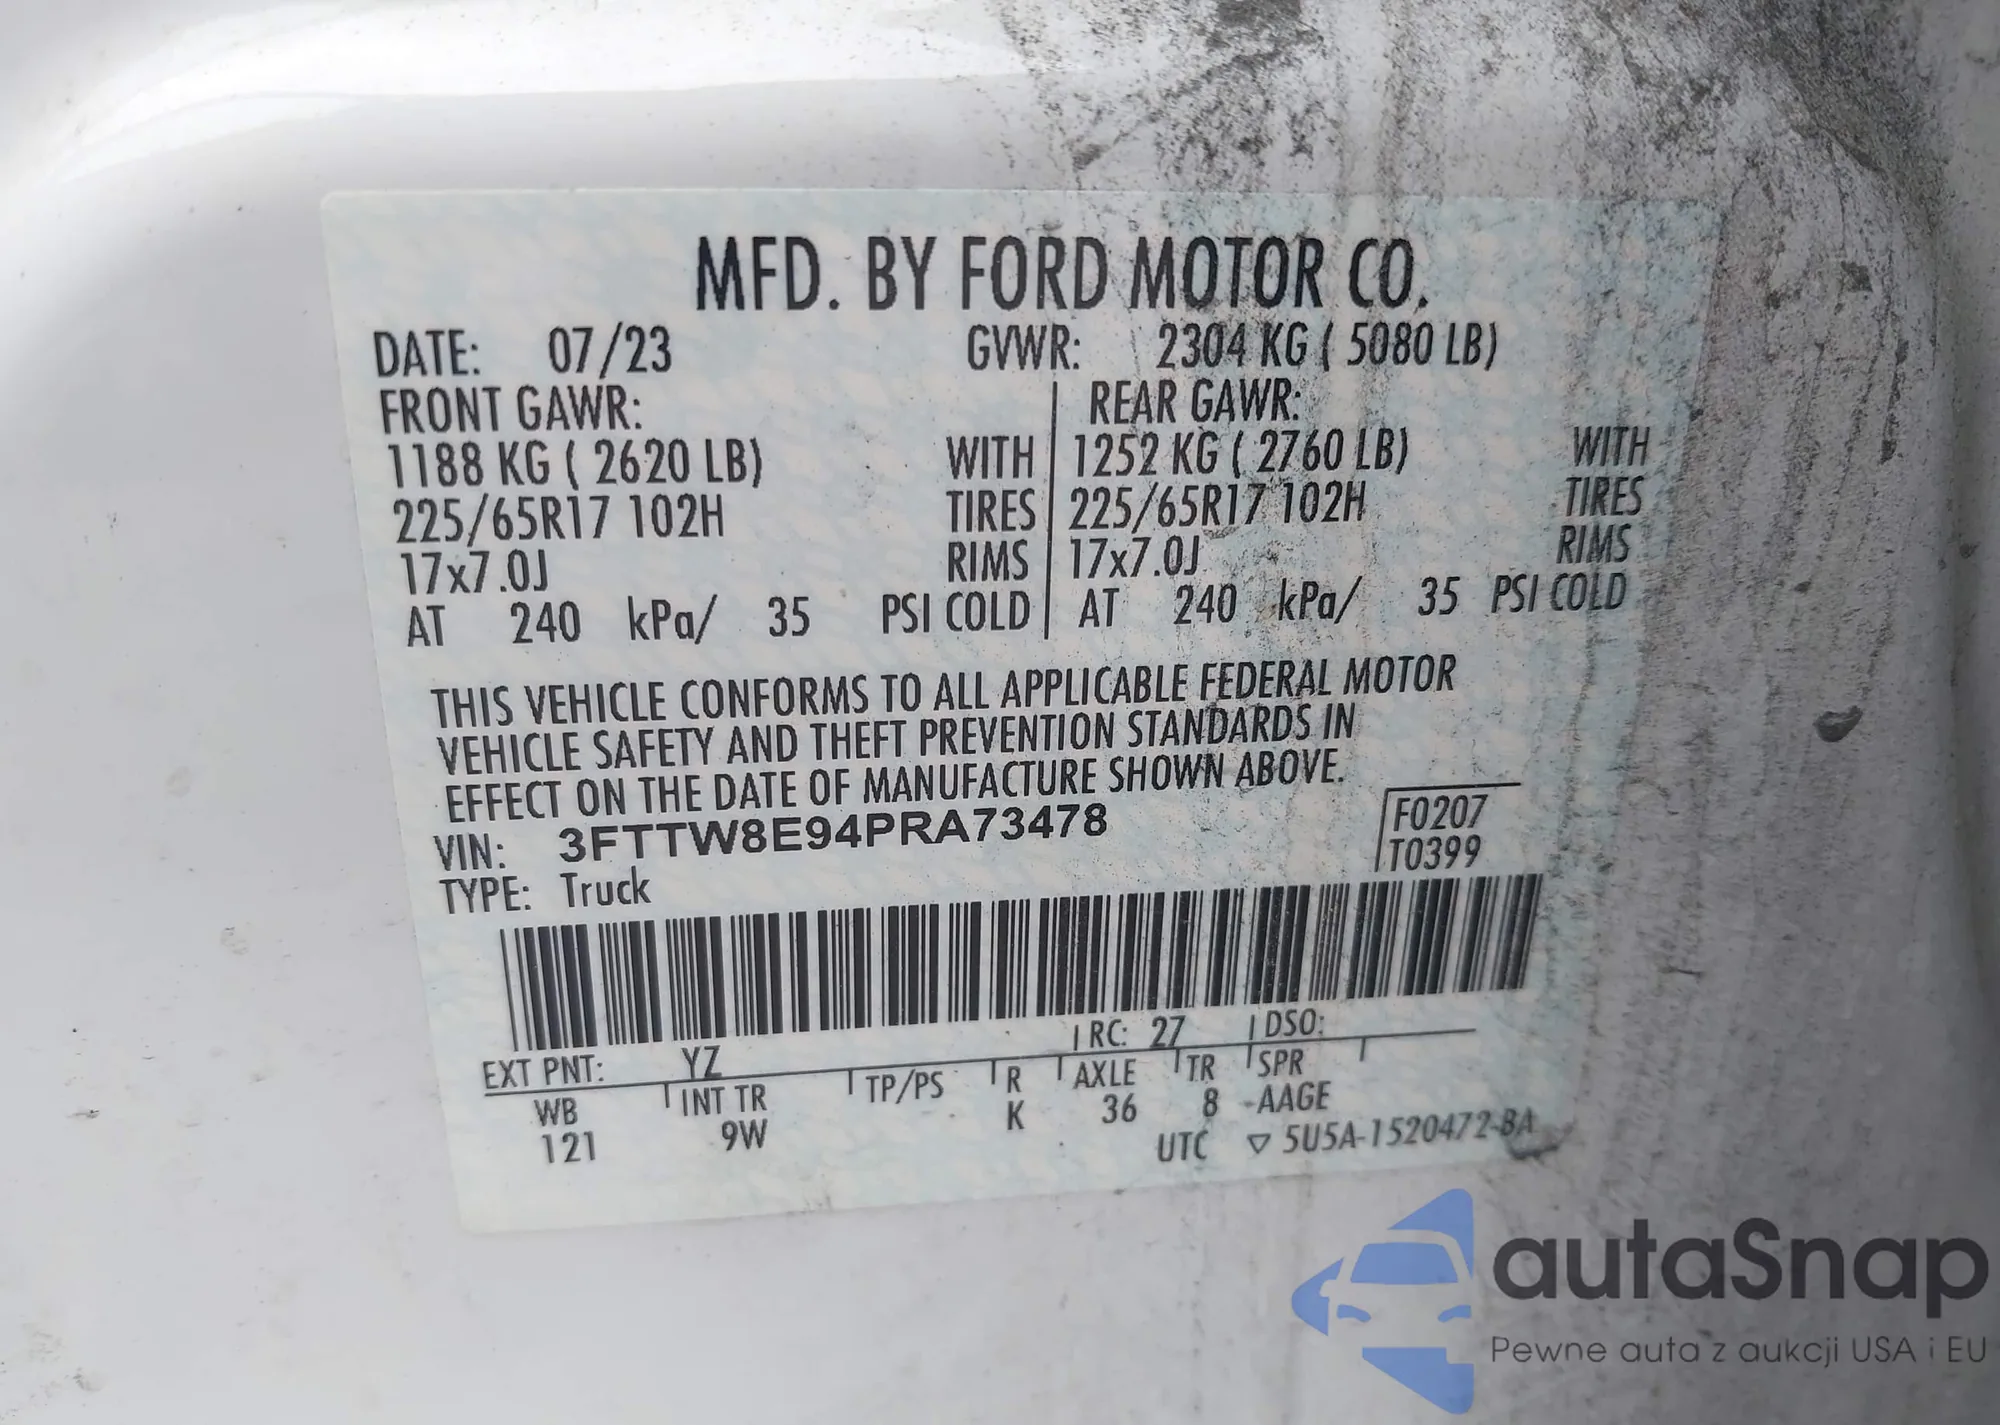 MFD. BY FORD MOTOR CO.
DATE: 07/23 GVWR: 2304 KG ( 5080 LB)
FRONT GAWR: REAR GAWR:
1188 KG ( 2620 LB) WITH 1252 KG ( 2760 LB) WITH
225/65R17 102H TIRES 225/65R17 102H TIRES
17x7.0J RIMS 17x7.0J RIMS
AT 240 kPa/ 35 PSI COLD AT 240 kPa/ 35 PSI COLD
THIS VEHICLE CONFORMS TO ALL APPLICABLE FEDERAL MOTOR
VEHICLE SAFETY AND THEFT PREVENTION STANDARDS IN
EFFECT ON THE DATE OF MANUFACTURE SHOWN ABOVE.
VIN: 3FTTW8E94PRA73478 F0207
TYPE: Truck T0399
EXT PNT: YZ RC: 27 DSO:
WB INT TR TP/PS R AXLE TR SPR
121 9W K 36 8 -AAGE
UTC ▽ 5U5A-1520472-BA
autaSnap
Pewne auta z aukcji USA i EU